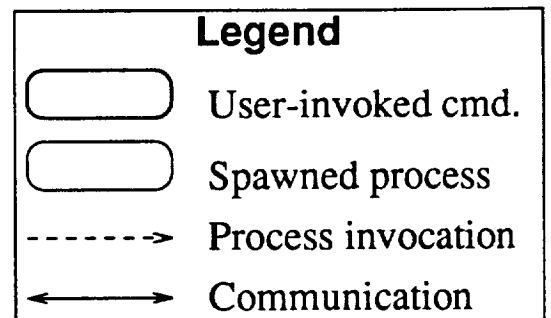 Legend
User-invoked cmd.
Spawned process
Process invocation
Communication